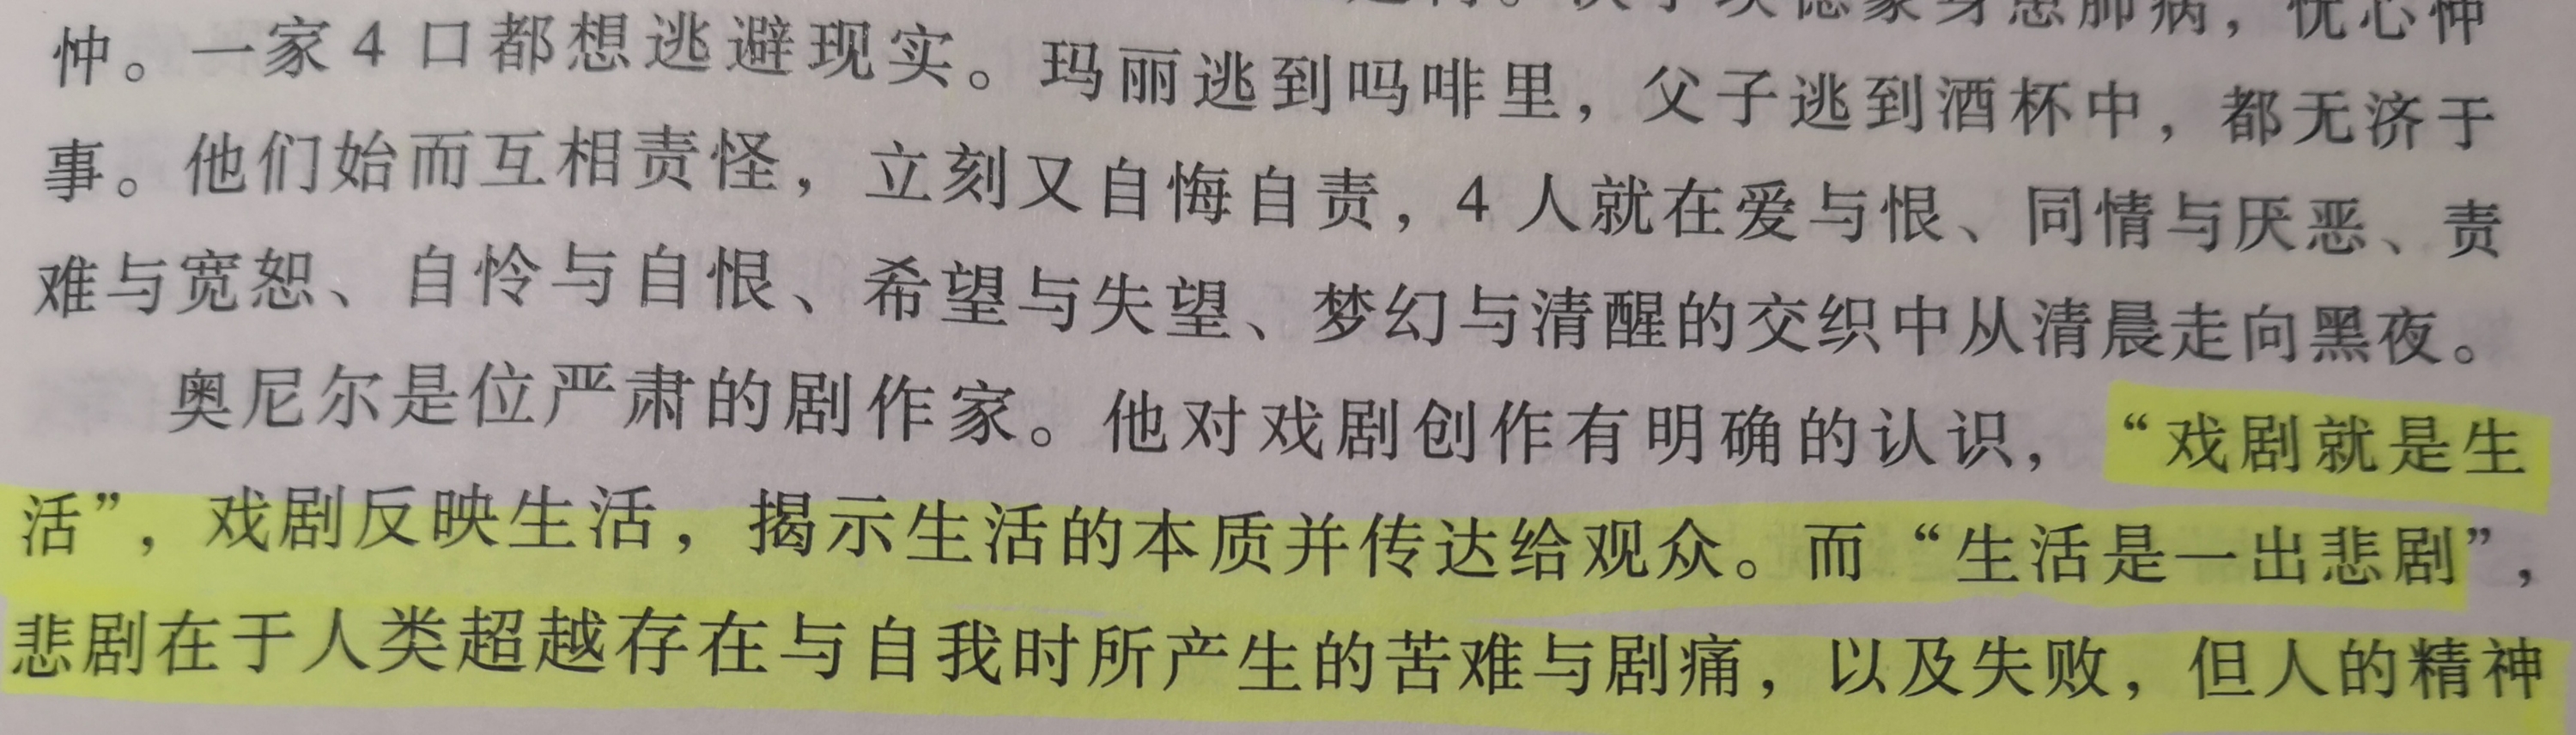 身患肺病，忧心忡
忡。一家4口都想逃避现实。玛丽逃到吗啡里，父子逃到酒杯中，都无济于
事。他们始而互相责怪，立刻又自悔自责，4人就在爱与恨、同情与厌恶、责
难与宽恕、自怜与自恨、希望与失望、梦幻与清醒的交织中从清晨走向黑夜。
奥尼尔是位严肃的剧作家。他对戏剧创作有明确的认识，“戏剧就是生
活”，戏剧反映生活，揭示生活的本质并传达给观众。而“生活是一出悲剧”，
悲剧在于人类超越存在与自我时所产生的苦难与剧痛，以及失败，但人的精神